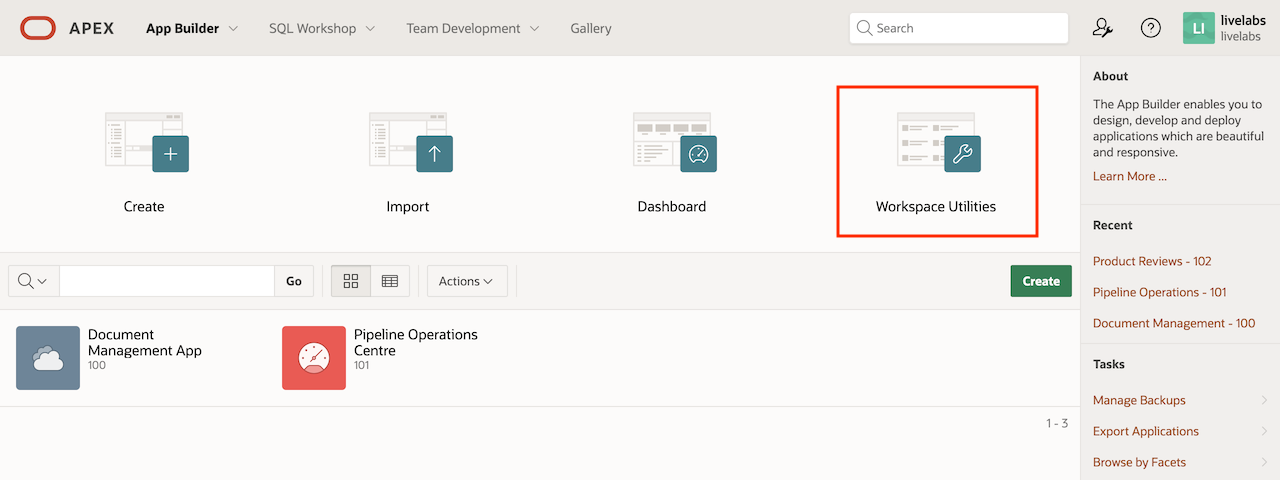 APEX
App Builder
SQL Workshop
Team Development
Gallery
Search
LI
livelabs
livelabs
Create
Import
Dashboard
Workspace Utilities
Go
Actions
Create
Document
Management App
100
Pipeline Operations
Centre
101
1 - 3
About
The App Builder enables you to
design, develop and deploy
applications which are beautiful
and responsive.
Learn More ...
Recent
Product Reviews - 102
Pipeline Operations - 101
Document Management - 100
Tasks
Manage Backups
Export Applications
Browse by Facets